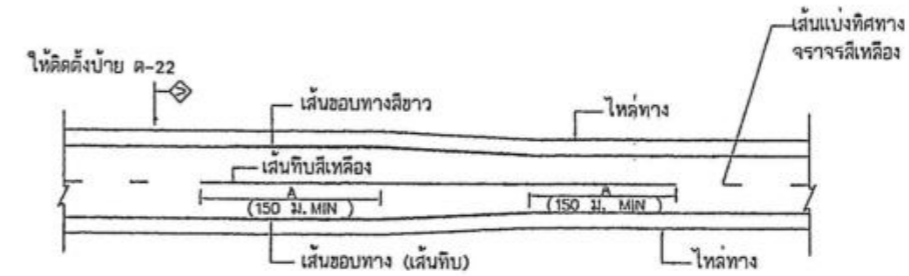 เส้นแบ่งทิศทาง
จราจรสีเหลือง
ให้ติดตั้งป้าย ต-22
เส้นขอบทางสีขาว
ไหล่ทาง
เส้นทึบสีเหลือง
A
(150 ม.MIN )
A
(150 ม. MIN )
เส้นขอบทาง (เส้นทึบ)
ไหล่ทาง